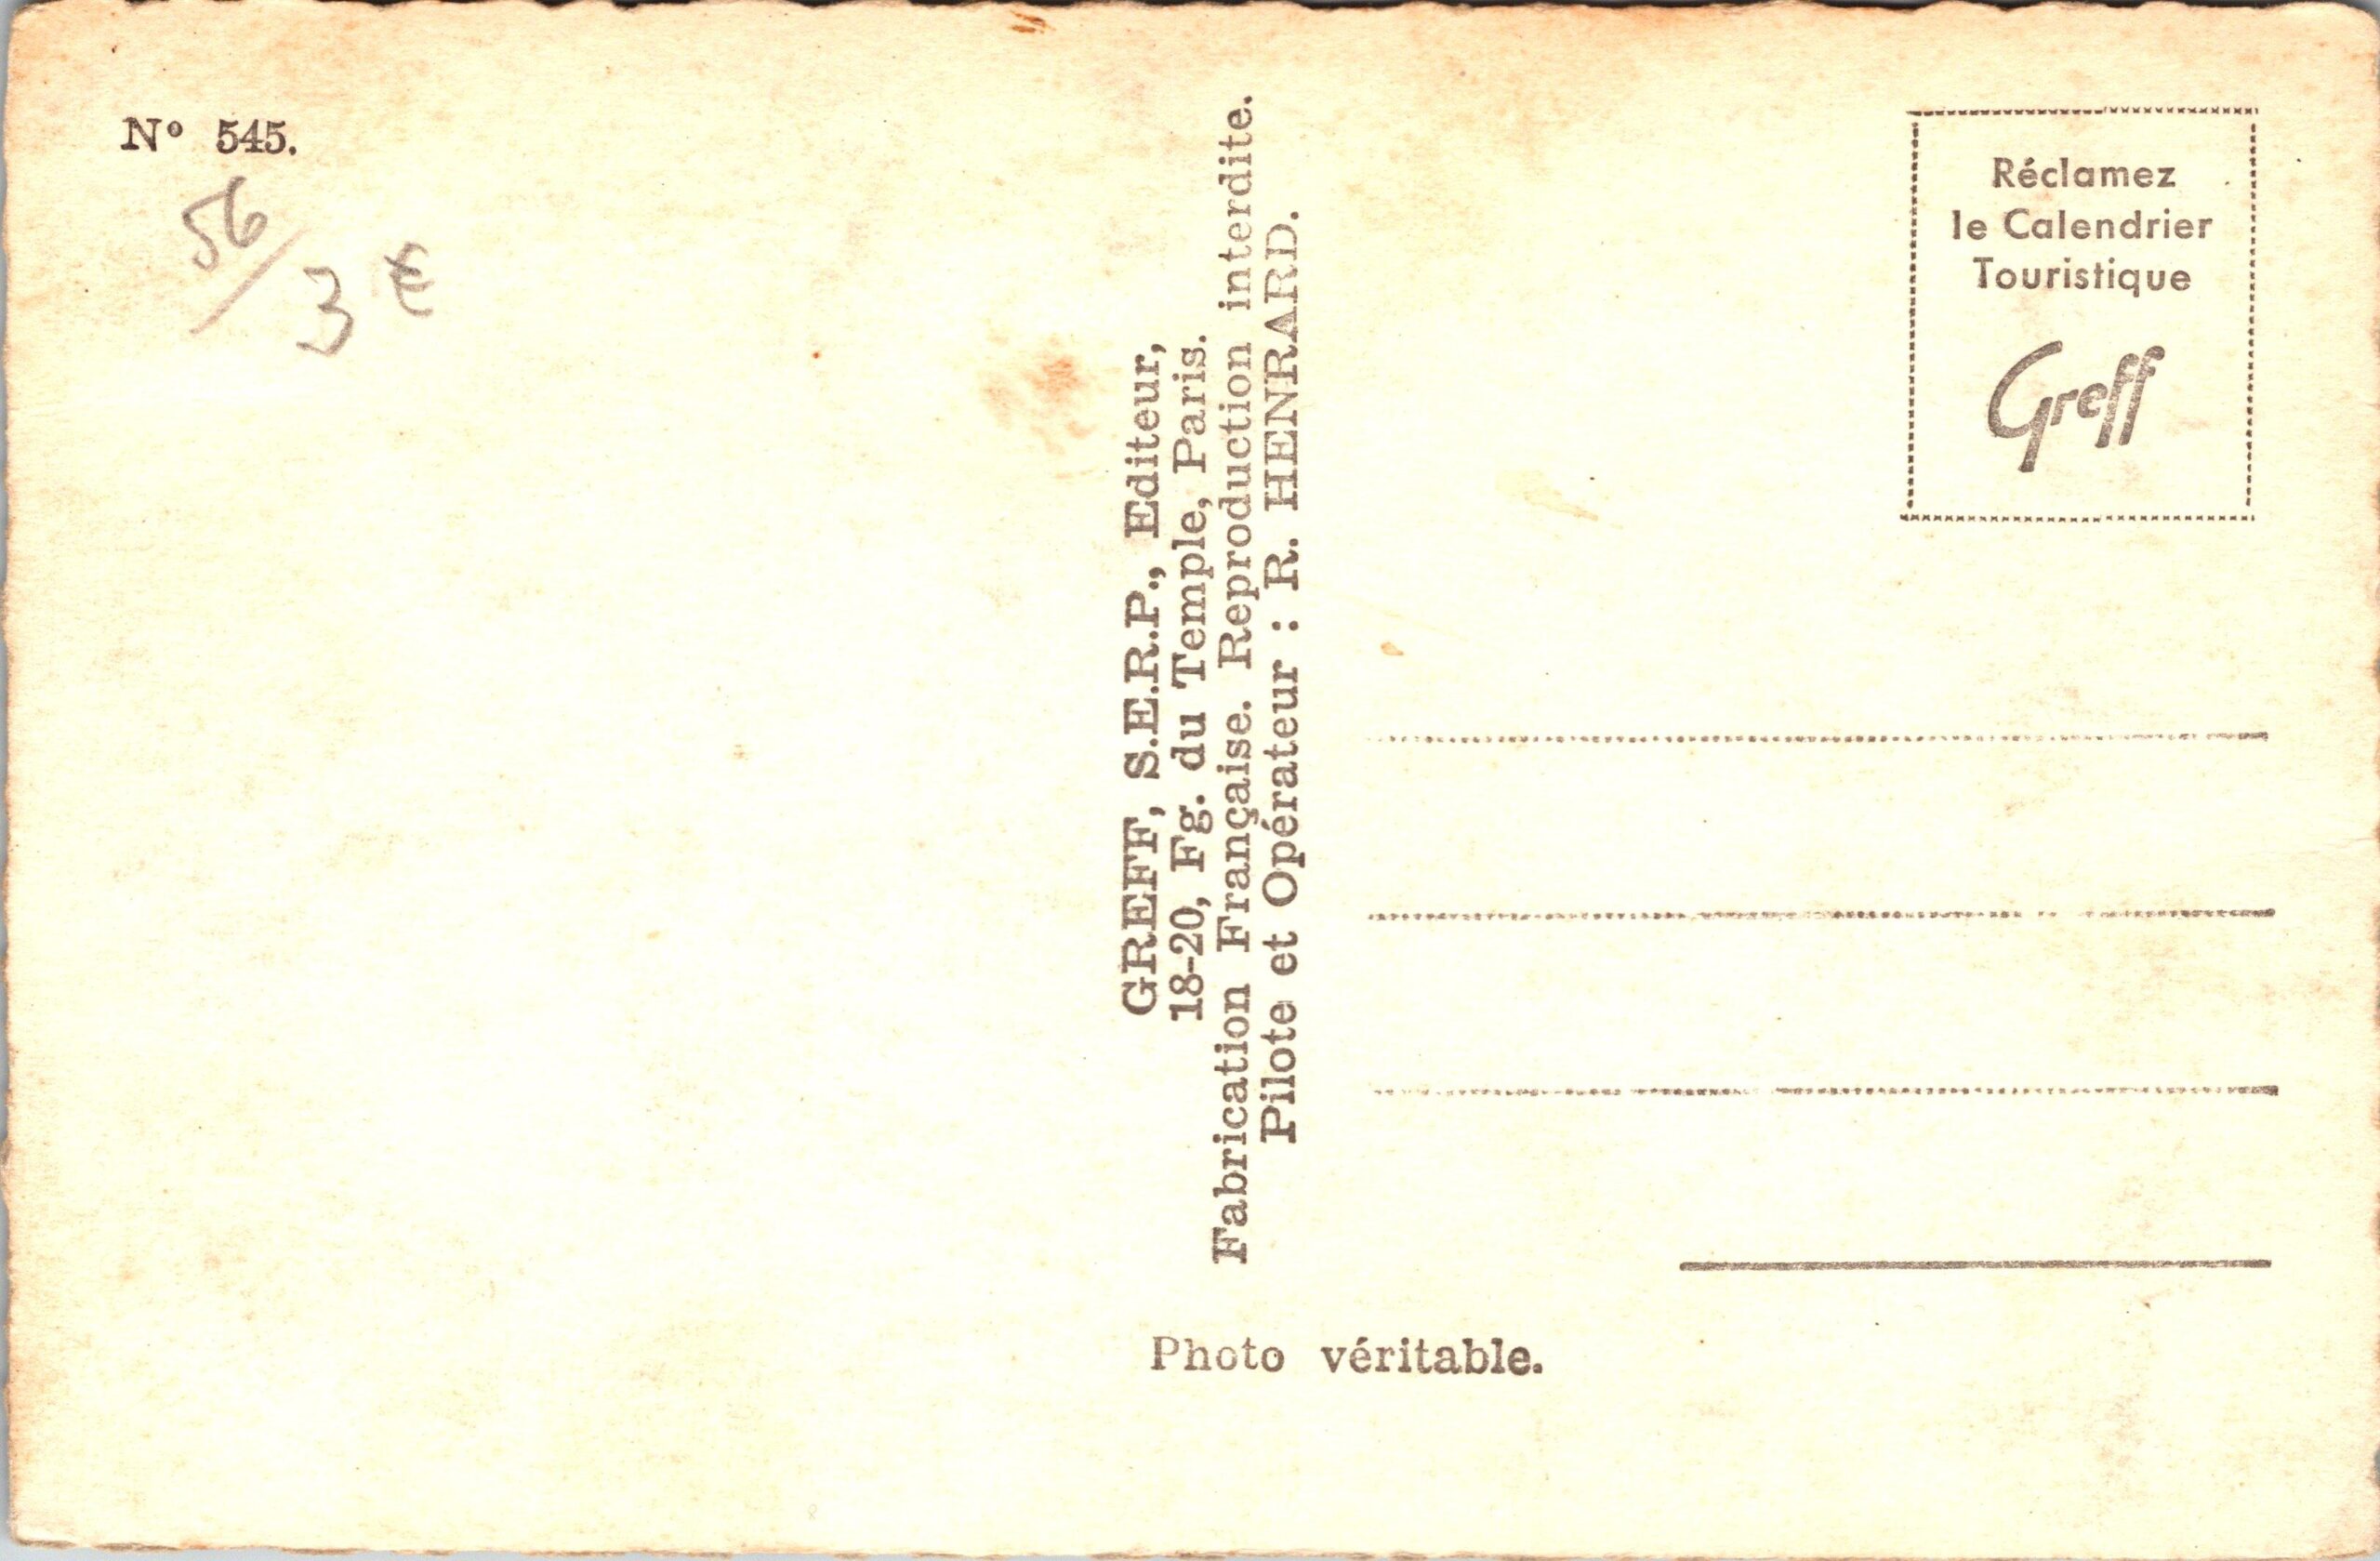 N° 545.
56/
3 €
GREFF, S.E.R.P., Editeur,
18-20, Fg. du Temple, Paris.
Fabrication Française. Reproduction interdite.
Pilote et Opérateur : R. HENRARD.
Réclamez
le Calendrier
Touristique
Greff
Photo véritable.